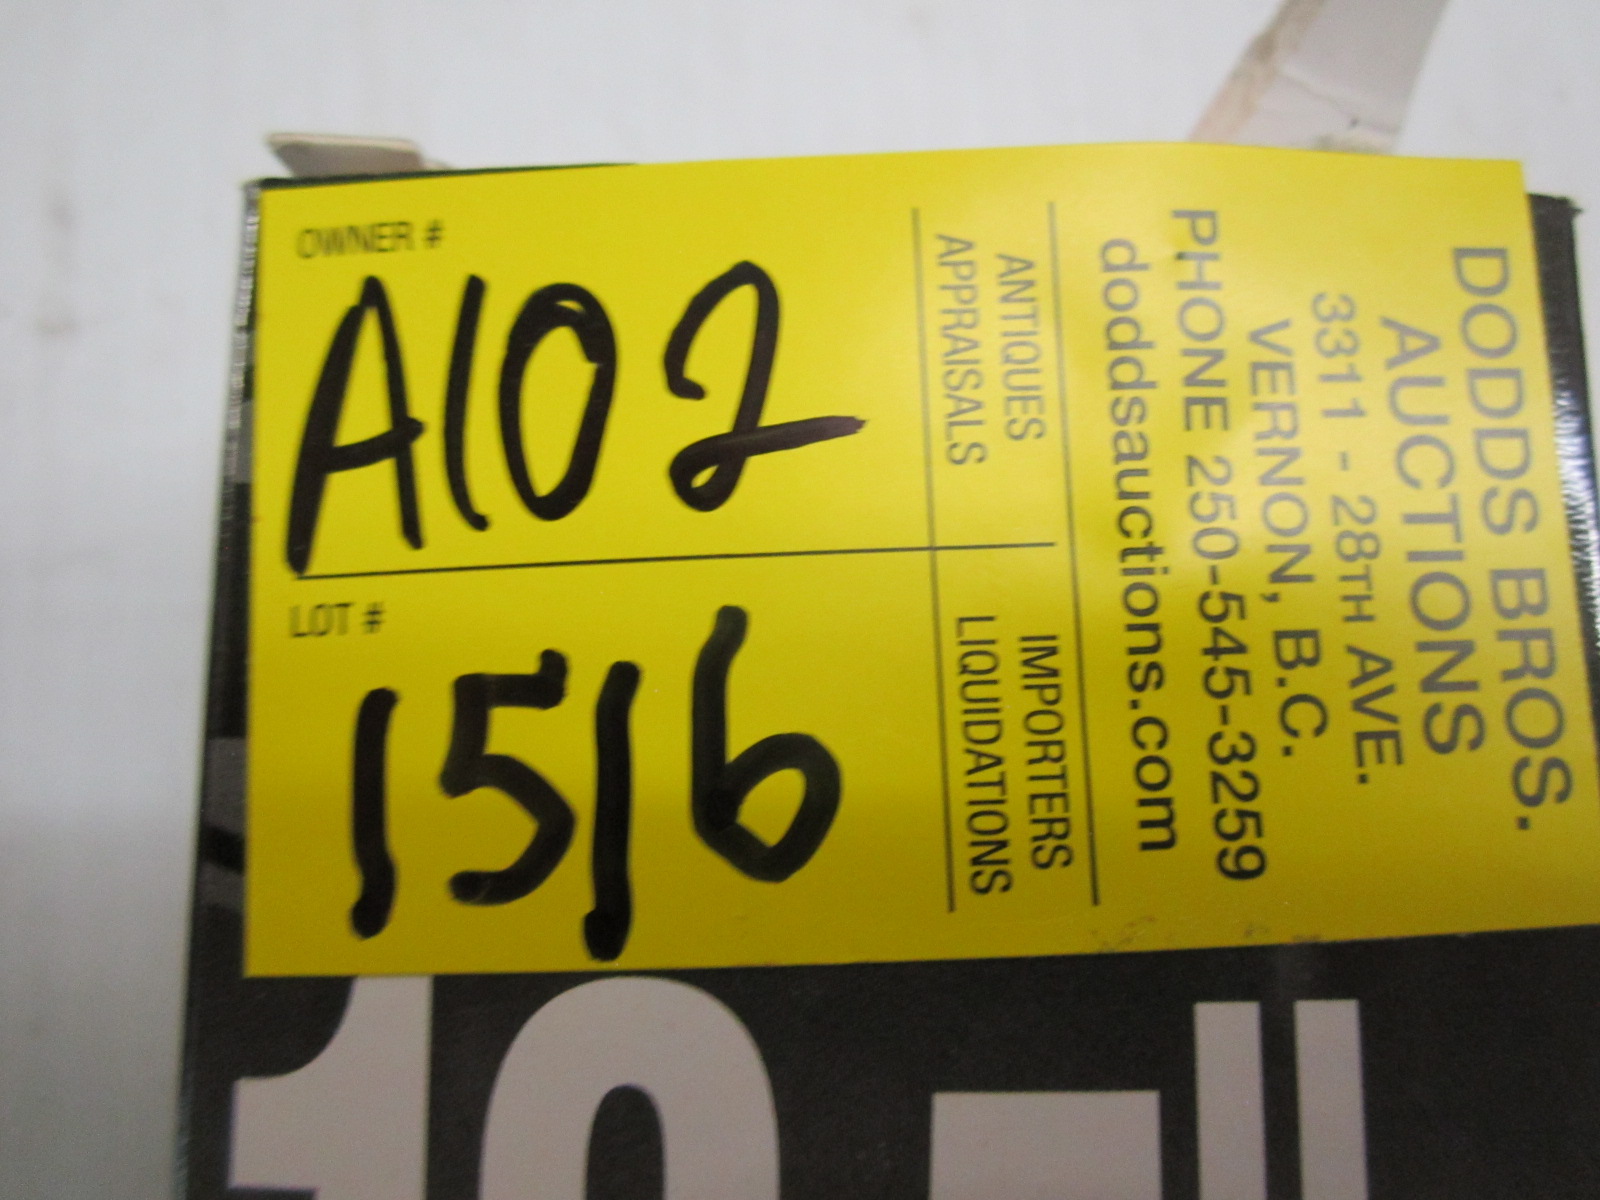 OWNER #
A102
LOT #
1516
DODDS BROS.
AUCTIONS
3311 - 28TH AVE.
VERNON, B.C.
PHONE 250-545-3259
doddsauctions.com
ANTIQUES
APPRAISALS
IMPORTERS
LIQUIDATIONS
10